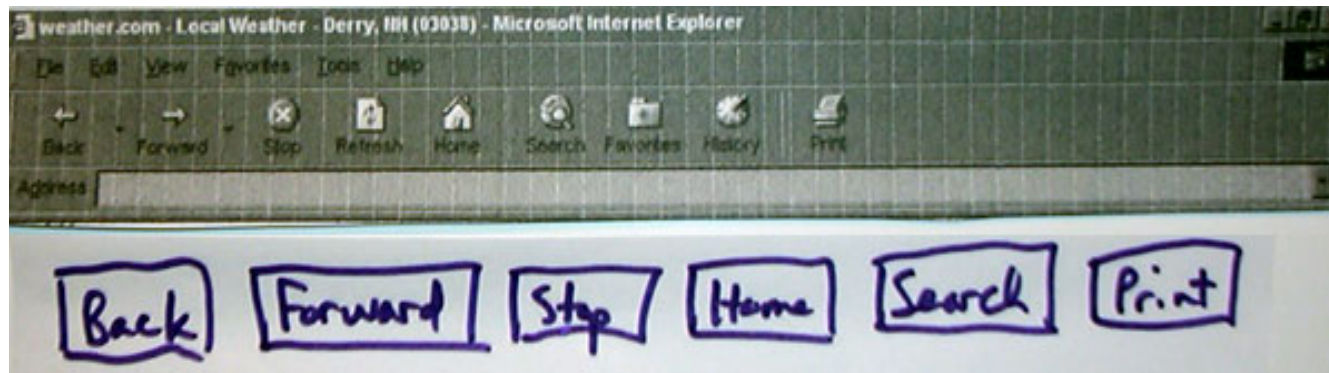 weather.com - Local Weather - Derry, NH (03038) - Microsoft Internet Explorer
File Edit View Favorites Tools Help
Back Forward Stop Refresh Home Search Favorites History Print
Address
Back Forward Stop Home Search Print